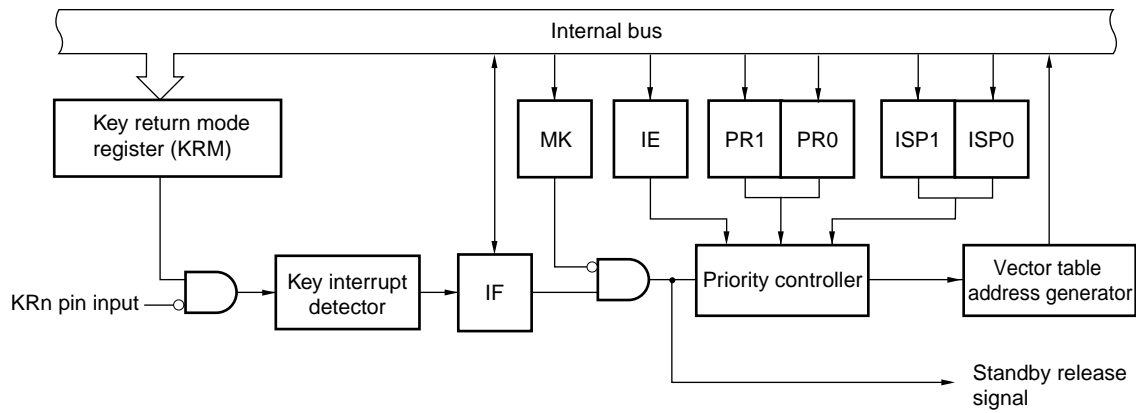 Internal bus
Key return mode
register (KRM)
MK
IE
PR1
PR0
ISP1
ISP0
KRn pin input
Key interrupt
detector
IF
Priority controller
Vector table
address generator
Standby release
signal